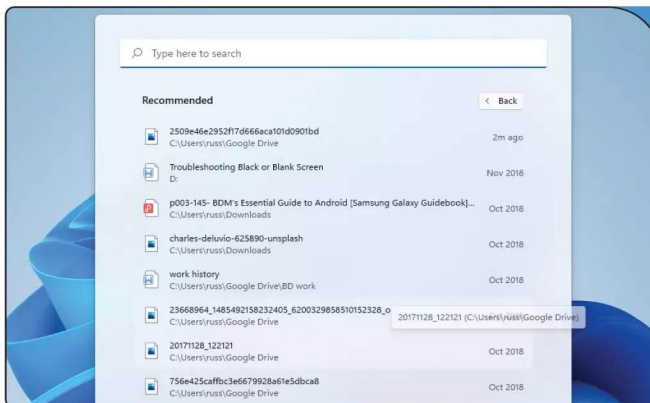 Type here to search
Recommended
< Back
2509e46e2952f17d666aca101d0901bd
C:\Users\russ\Google Drive
2m ago
Troubleshooting Black or Blank Screen
D:
Nov 2018
p003-145- BDM's Essential Guide to Android [Samsung Galaxy Guidebook]...
C:\Users\russ\Downloads
Oct 2018
charles-deluvio-625890-unsplash
C:\Users\russ\Downloads
Oct 2018
work history
C:\Users\russ\Google Drive\BD work
Oct 2018
23668964_1485492158232405_6200329858510152328_o
C:\Users\russ\Google Drive
20171128_122121 (C:\Users\russ\Google Drive)
20171128_122121
C:\Users\russ\Google Drive
Oct 2018
756e425caffbc3e6679928a61e5dbca8
C:\Users\russ\Google Drive
Oct 2018